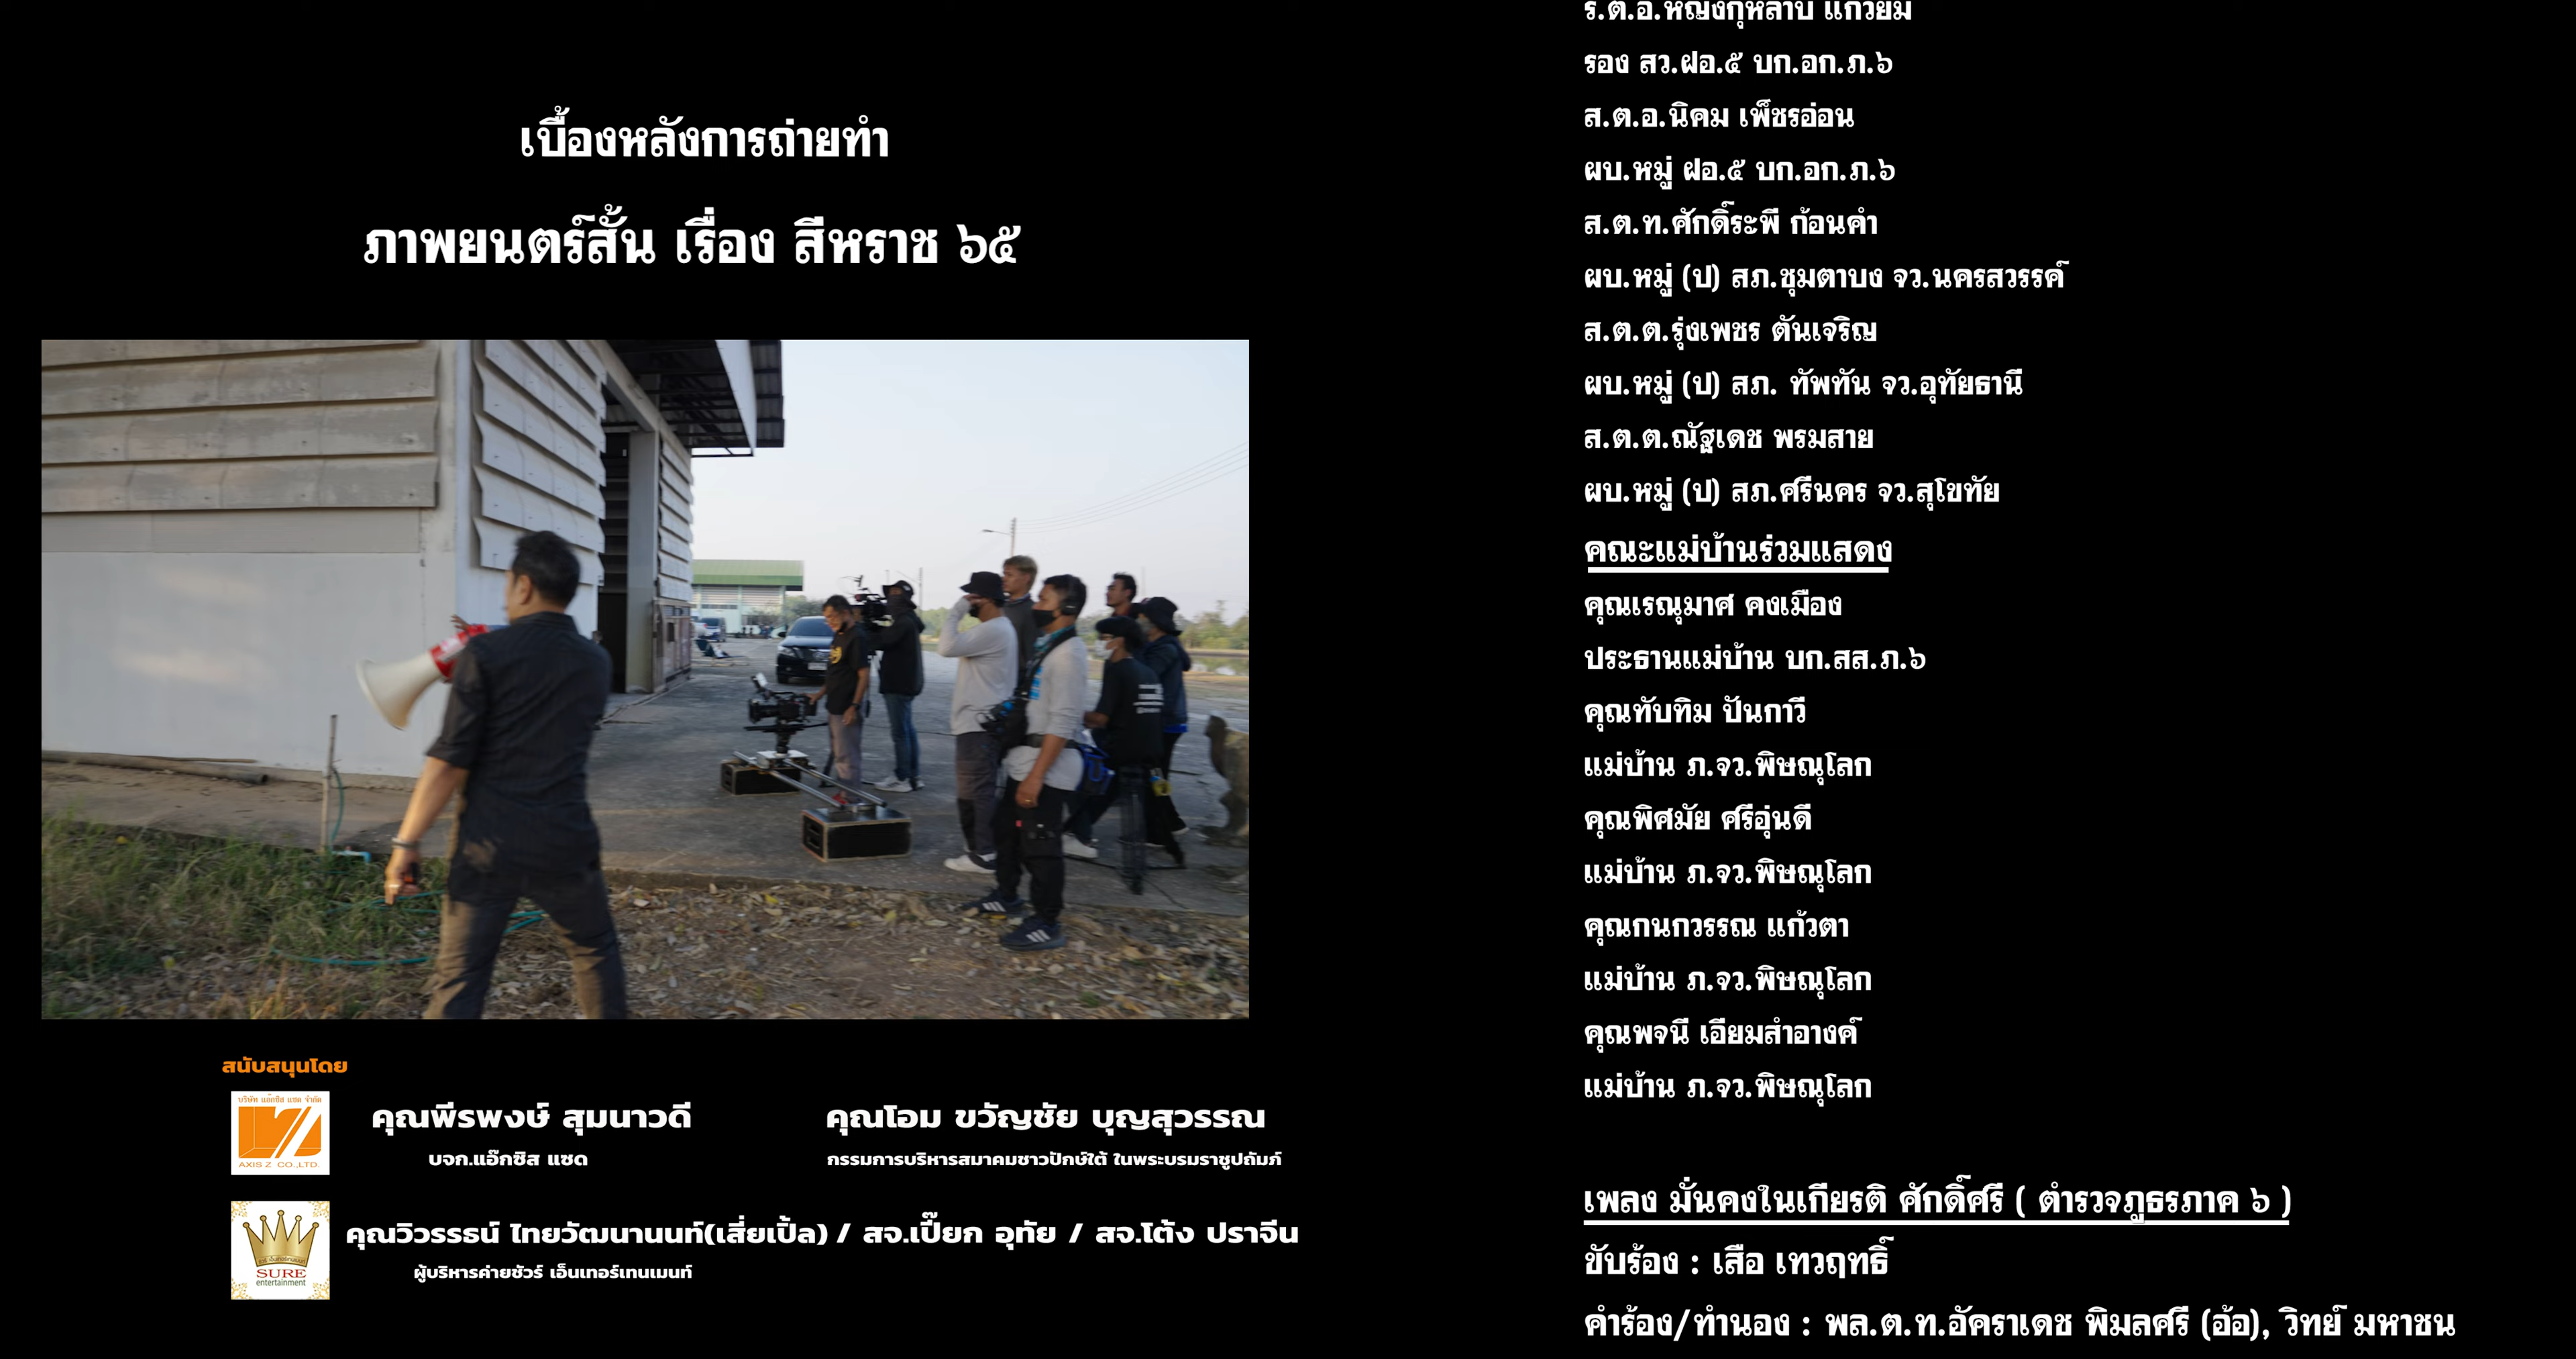 เบื้องหลังการถ่ายทำ
ภาพยนตร์สั้น เรื่อง สีหราช ๖๕
สนับสนุนโดย
บริษัท แอ็กซิส แซด จำกัด
AXIS Z CO.,LTD.
คุณพีรพงษ์ สุมนาวดี
บจก.แอ๊กซิส แซด
คุณโอม ขวัญชัย บุญสุวรรณ
กรรมการบริหารสมาคมชาวปักษ์ใต้ ในพระบรมราชูปถัมภ์
SURE
entertainment
คุณวิวรรธน์ ไทยวัฒนานนท์(เสี่ยเปิ้ล) / สจ.เปี๊ยก อุทัย / สจ.โต้ง ปราจีน
ผู้บริหารค่ายชัวร์ เอ็นเทอร์เทนเมนท์
ร.ต.อ.หญิงกุหลาบ แก้วยม
รอง สว.ฝอ.๕ บก.อก.ภ.๖
ส.ต.อ.นิคม เพ็ชรอ่อน
ผบ.หมู่ ฝอ.๕ บก.อก.ภ.๖
ส.ต.ท.ศักดิ์ระพี ก้อนคำ
ผบ.หมู่ (ป) สภ.ชุมตาบง จว.นครสวรรค์
ส.ต.ต.รุ่งเพชร ตันเจริญ
ผบ.หมู่ (ป) สภ. ทัพทัน จว.อุทัยธานี
ส.ต.ต.ณัฐเดช พรมสาย
ผบ.หมู่ (ป) สภ.ศรีนคร จว.สุโขทัย
คณะแม่บ้านร่วมแสดง
คุณเรณุมาศ คงเมือง
ประธานแม่บ้าน บก.สส.ภ.๖
คุณทับทิม ปันกาวี
แม่บ้าน ภ.จว.พิษณุโลก
คุณพิศมัย ศรีอุ่นดี
แม่บ้าน ภ.จว.พิษณุโลก
คุณกนกวรรณ แก้วตา
แม่บ้าน ภ.จว.พิษณุโลก
คุณพจนี เอียมสำอางค์
แม่บ้าน ภ.จว.พิษณุโลก
เพลง มั่นคงในเกียรติ ศักดิ์ศรี ( ตำรวจภูธรภาค ๖ )
ขับร้อง : เสือ เทวฤทธิ์
คำร้อง/ทำนอง : พล.ต.ท.อัคราเดช พิมลศรี (อ้อ), วิทย์ มหาชน